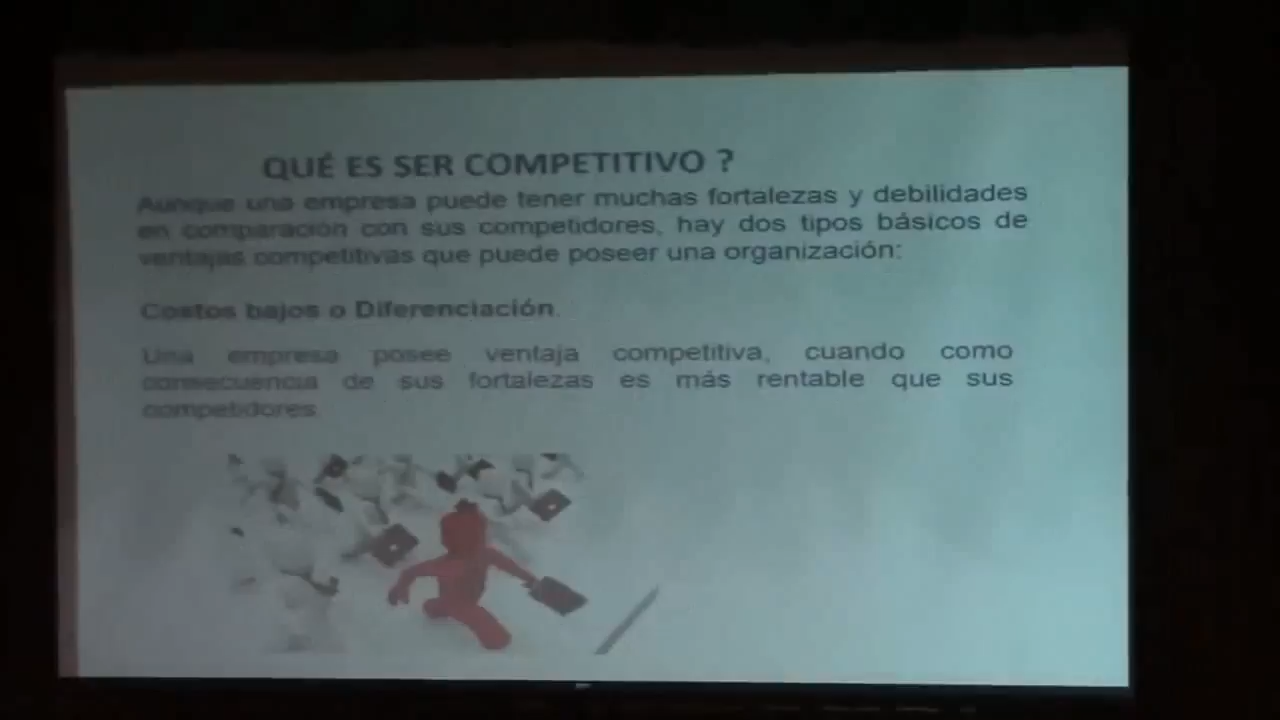 QUÉ ES SER COMPETITIVO ?
Aunque una empresa puede tener muchas fortalezas y debilidades
en comparación con sus competidores, hay dos tipos básicos de
ventajas competitivas que puede poseer una organización:
Costos bajos o Diferenciación.
Una empresa posee ventaja competitiva, cuando como
consecuencia de sus fortalezas es más rentable que sus
competidores.